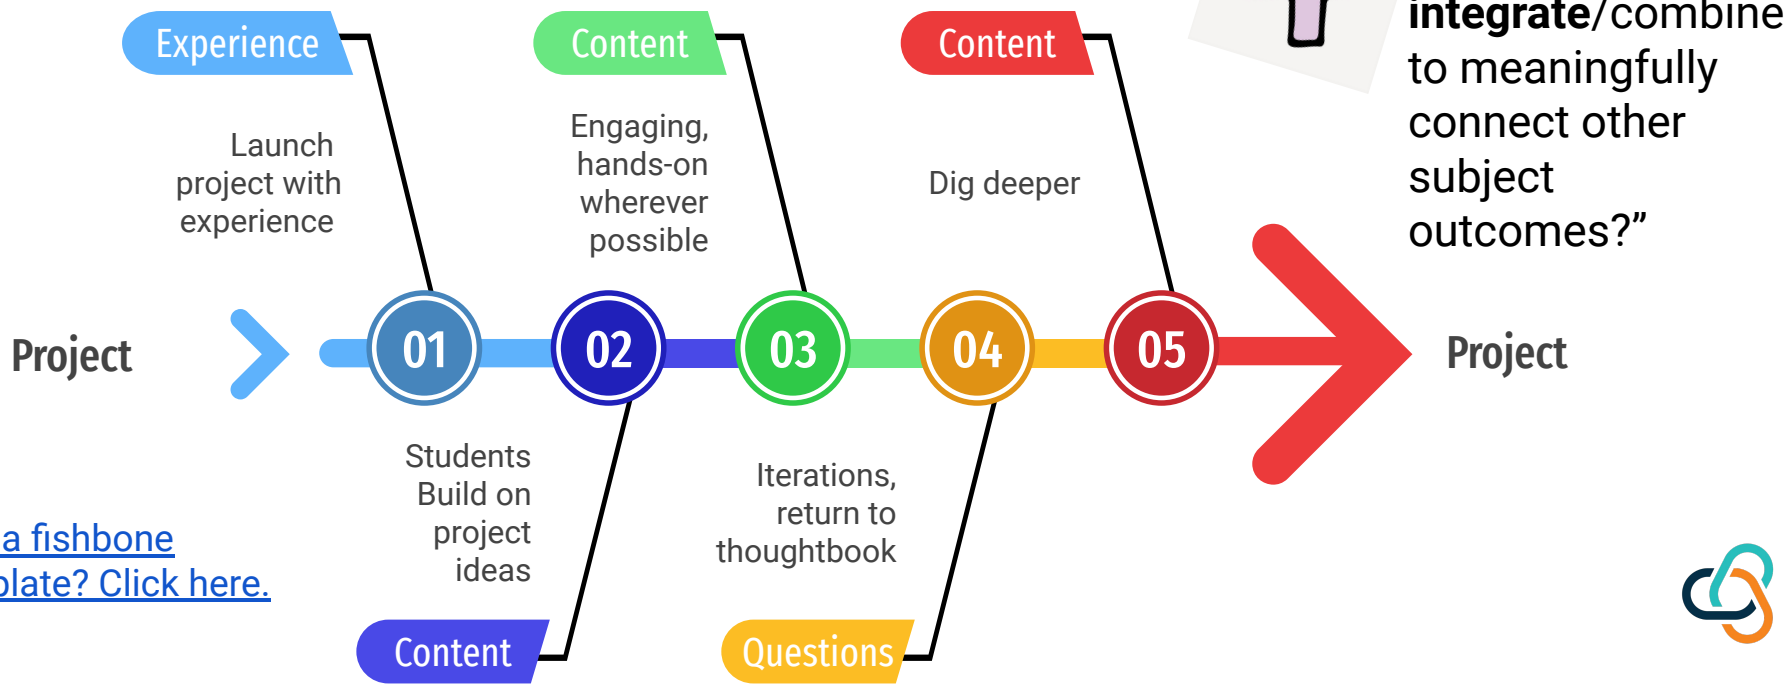 integrate/combine
to meaningfully
connect other
subject
outcomes?”
Experience
Content
Content
Launch
project with
experience
Engaging,
hands-on
wherever
possible
Dig deeper
Project
01
02
03
04
05
Project
Students
Build on
project
ideas
Iterations,
return to
thoughtbook
a fishbone
plate? Click here.
Content
Questions